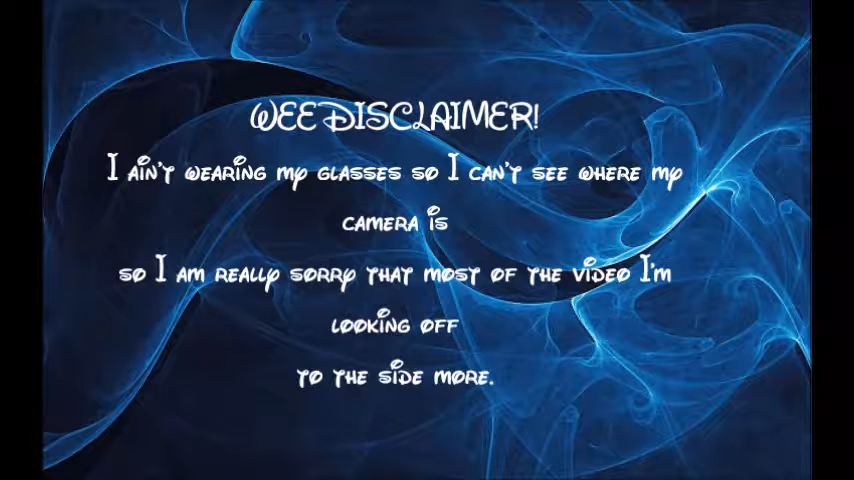 WEE DISCLAIMER!
I ain't wearing my glasses so I can't see where my
camera is
so I am really sorry that most of the video I'm
looking off
to the side more.